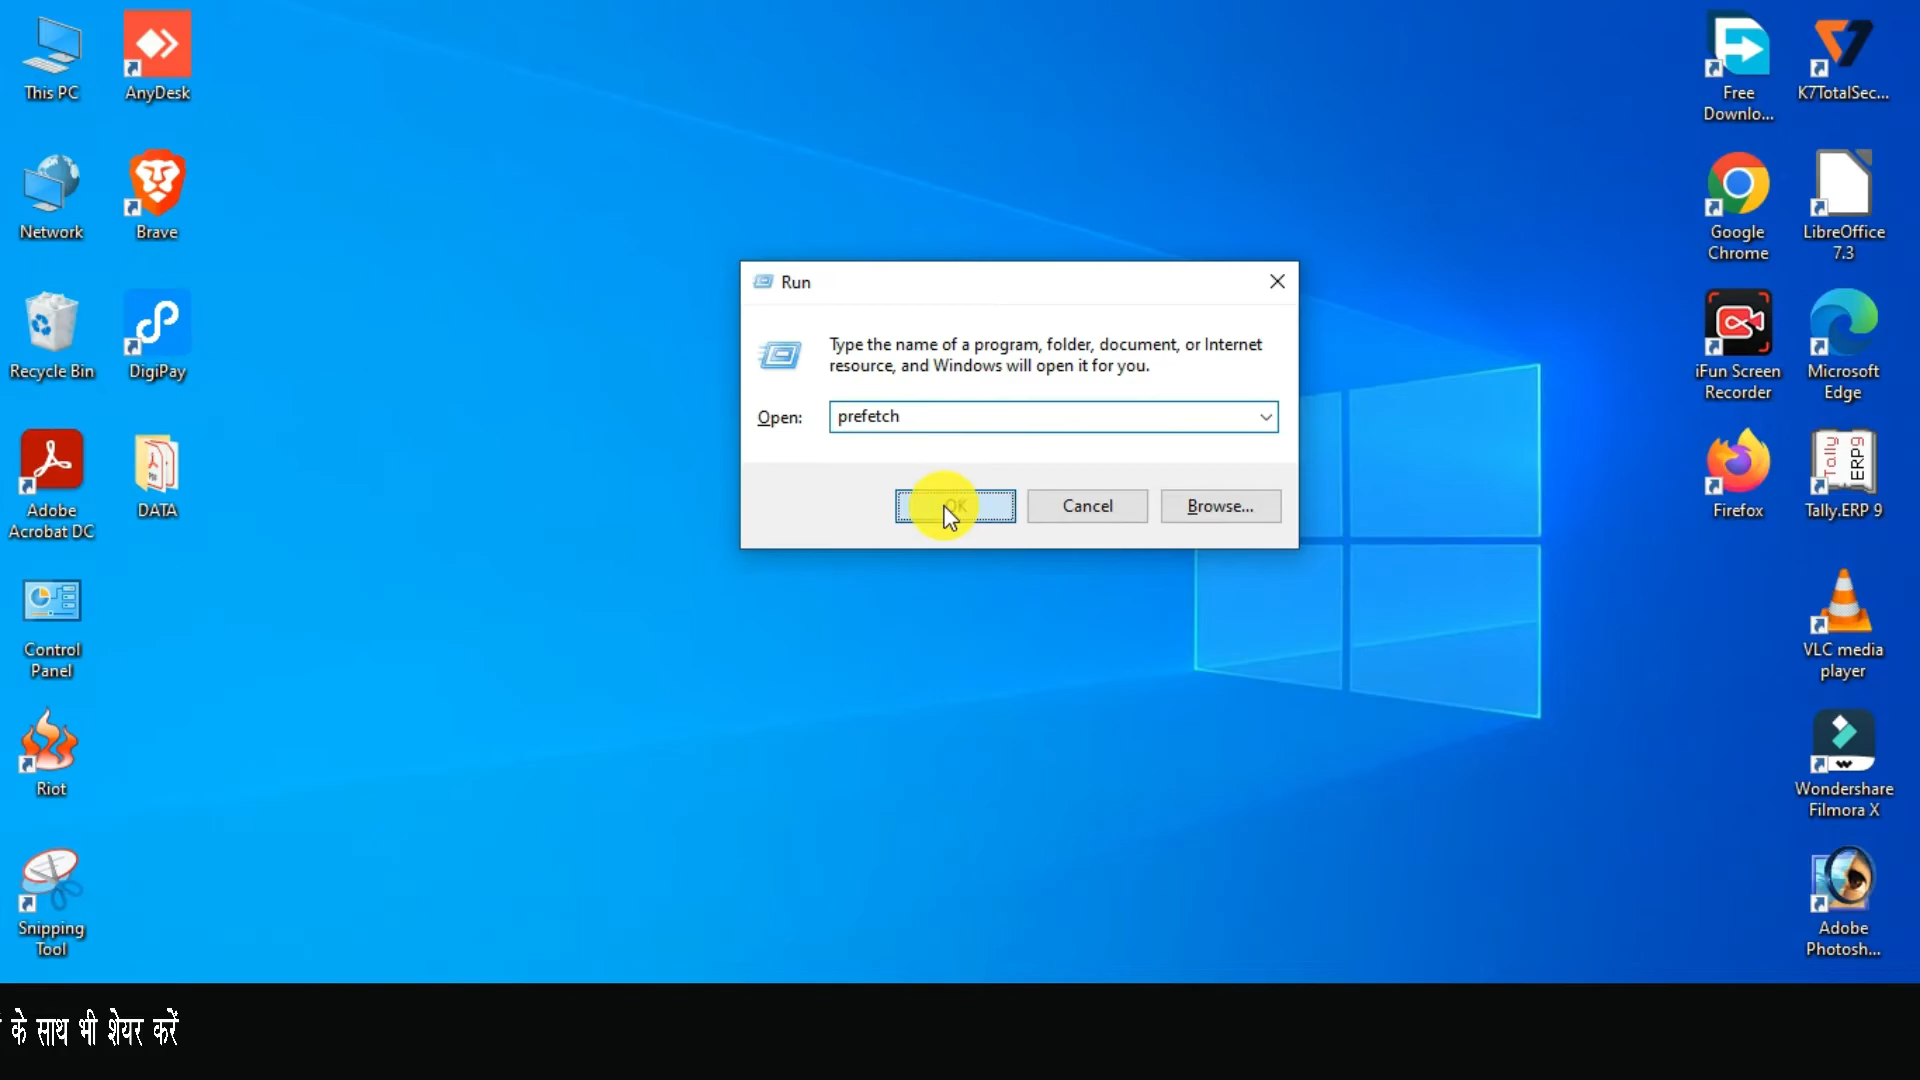 This PC
AnyDesk
Network
Brave
Recycle Bin
DigiPay
Adobe
Acrobat DC
DATA
Control
Panel
Riot
Snipping
Tool
Run
Type the name of a program, folder, document, or Internet
resource, and Windows will open it for you.
Open:
prefetch
OK
Cancel
Browse...
Free
Downlo...
K7TotalSec...
Google
Chrome
LibreOffice
7.3
iFun Screen
Recorder
Microsoft
Edge
Firefox
Tally
ERP9
Tally.ERP 9
VLC media
player
Wondershare
Filmora X
Adobe
Photosh...
के साथ भी शेयर करें